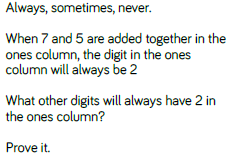 Always, sometimes, never.
When 7 and 5 are added together in the
ones column, the digit in the ones
column will always be 2
What other digits will always have 2 in
the ones column?
Prove it.